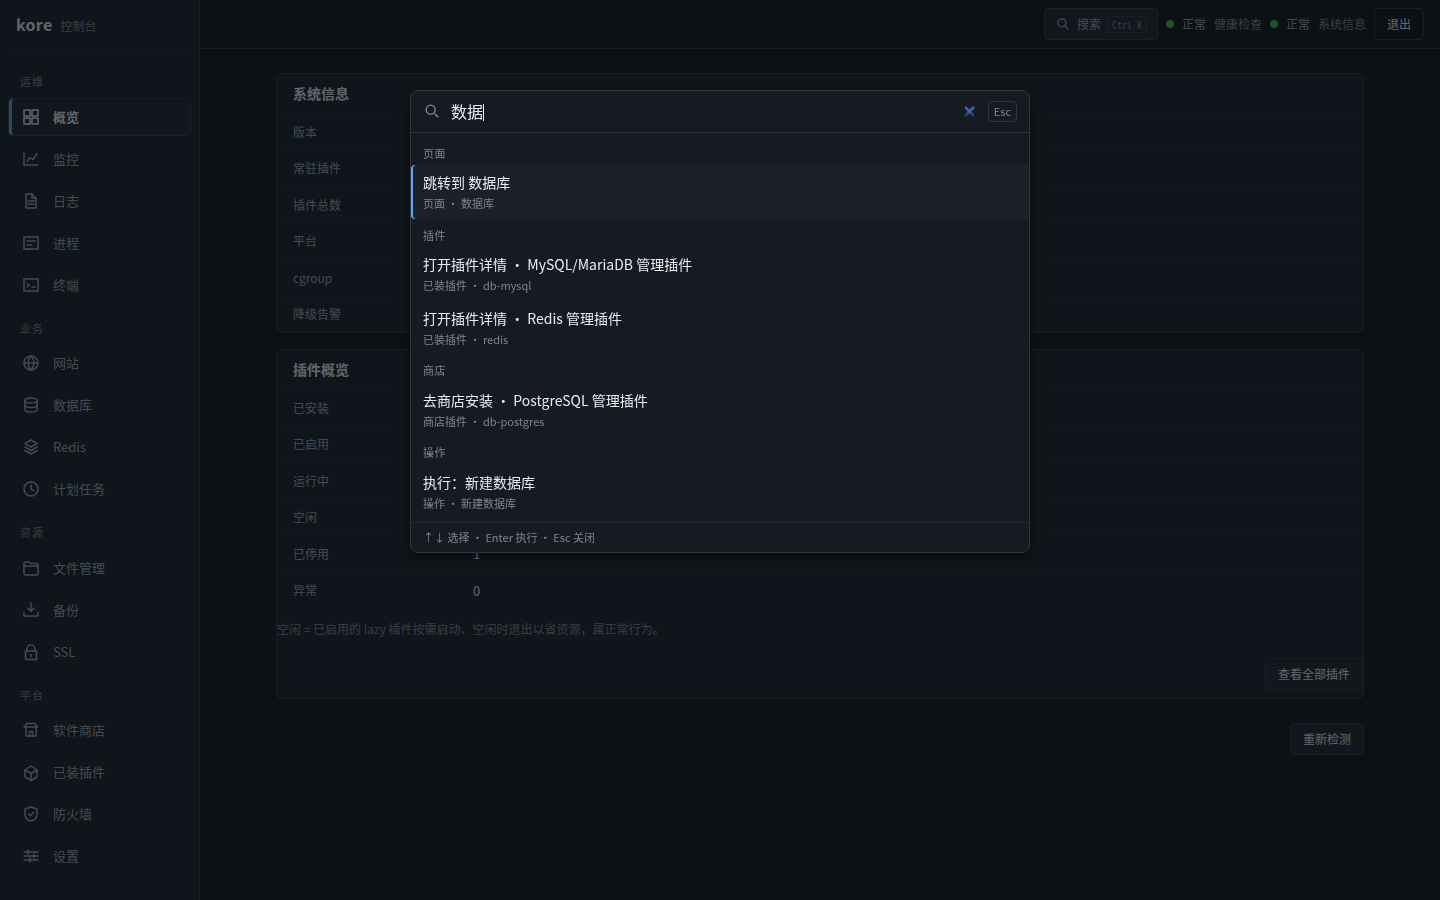 kore 控制台
搜索 Ctrl K 正常 健康检查 正常 系统信息 退出
运维
概览
监控
日志
进程
终端
业务
网站
数据库
Redis
计划任务
资源
文件管理
备份
SSL
平台
软件商店
已装插件
防火墙
设置
系统信息
版本
常驻插件
插件总数
平台
cgroup
降级告警
插件概览
已安装
已启用
运行中
空闲
已停用 1
异常 0
空闲 = 已启用的 lazy 插件按需启动、空闲时退出以省资源，属正常行为。
查看全部插件
重新检测
数据 Esc
页面
跳转到 数据库
页面 · 数据库
插件
打开插件详情 · MySQL/MariaDB 管理插件
已装插件 · db-mysql
打开插件详情 · Redis 管理插件
已装插件 · redis
商店
去商店安装 · PostgreSQL 管理插件
商店插件 · db-postgres
操作
执行：新建数据库
操作 · 新建数据库
↑↓ 选择 · Enter 执行 · Esc 关闭